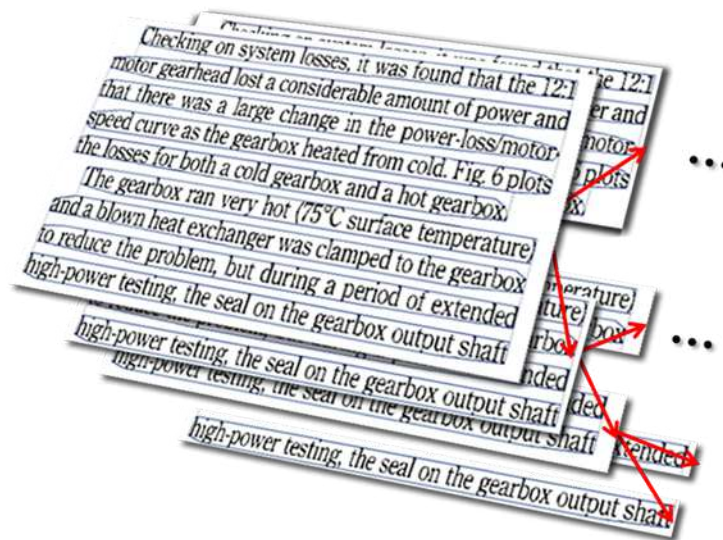 Checking on system losses, it was found that the 12:1
motor gearhead lost a considerable amount of power and
that there was a large change in the power-loss/motor-
speed curve as the gearbox heated from cold. Fig. 6 plots
the losses for both a cold gearbox and a hot gearbox.
The gearbox ran very hot (75°C surface temperature)
and a blown heat exchanger was clamped to the gearbox
to reduce the problem, but during a period of extended
high-power testing, the seal on the gearbox output shaft
high-power testing, the seal on the gearbox output shaft
high-power testing, the seal on the gearbox output shaft
extended
high-power testing, the seal on the gearbox output shaft
...
...